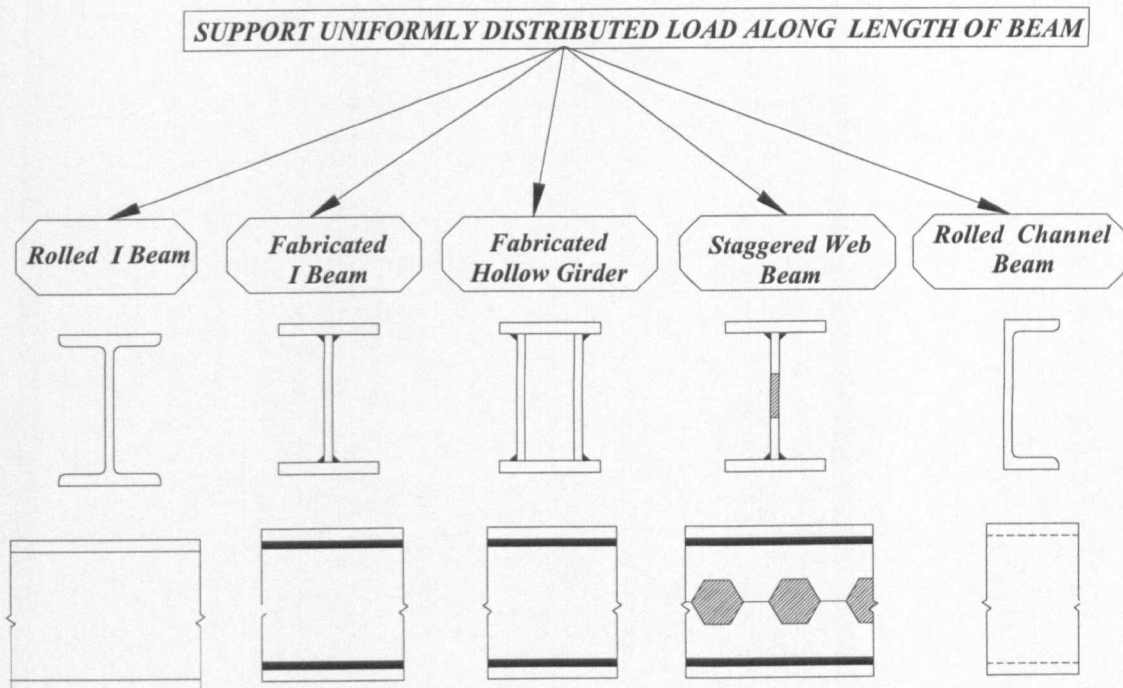 SUPPORT UNIFORMLY DISTRIBUTED LOAD ALONG LENGTH OF BEAM
Rolled I Beam
Fabricated
I Beam
Fabricated
Hollow Girder
Staggered Web
Beam
Rolled Channel
Beam